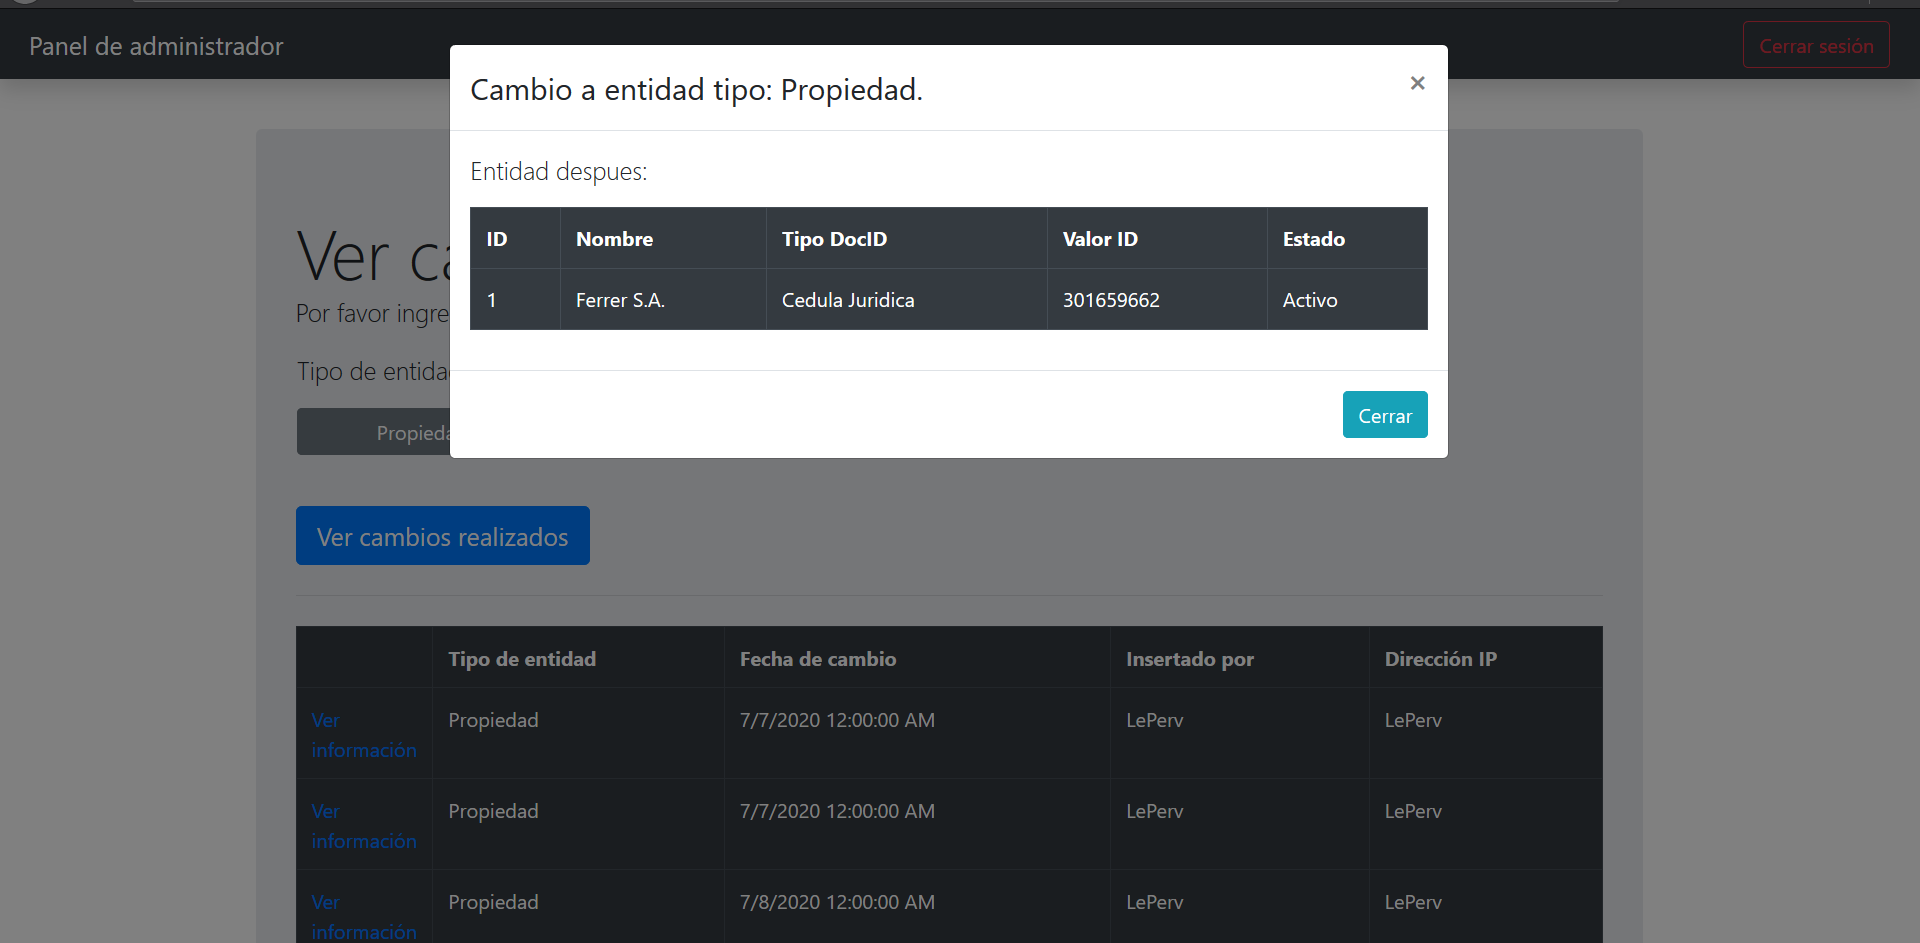 Panel de administrador
Cerrar sesión
Cambio a entidad tipo: Propiedad.
×
Entidad despues:
ID Nombre Tipo DocID Valor ID Estado
1 Ferrer S.A. Cedula Juridica 301659662 Activo
Cerrar
Ver ca
Por favor ingre
Tipo de entida
Propieda
Ver cambios realizados
Tipo de entidad Fecha de cambio Insertado por Dirección IP
Ver información Propiedad 7/7/2020 12:00:00 AM LePerv LePerv
Ver información Propiedad 7/7/2020 12:00:00 AM LePerv LePerv
Ver información Propiedad 7/8/2020 12:00:00 AM LePerv LePerv